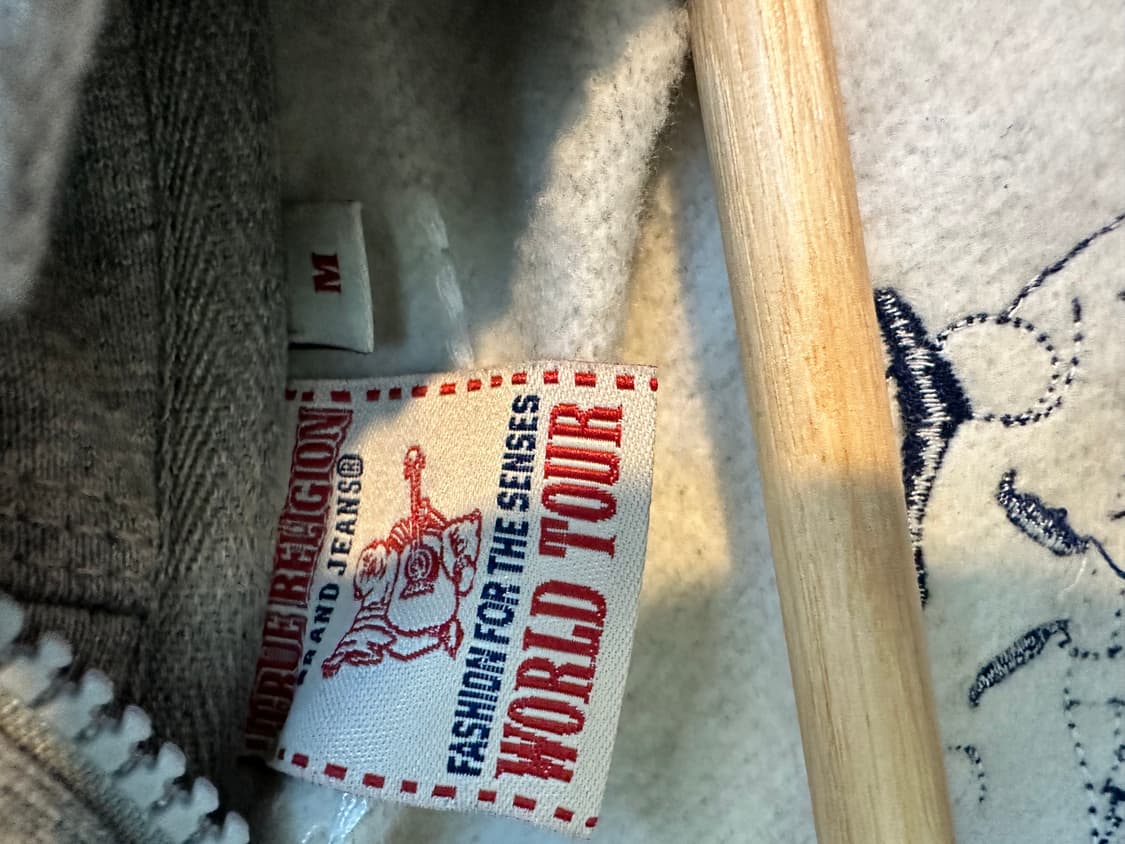 M
TRUE RELIGION
BRAND JEANS®
FASHION FOR THE SENSES
WORLD TOUR